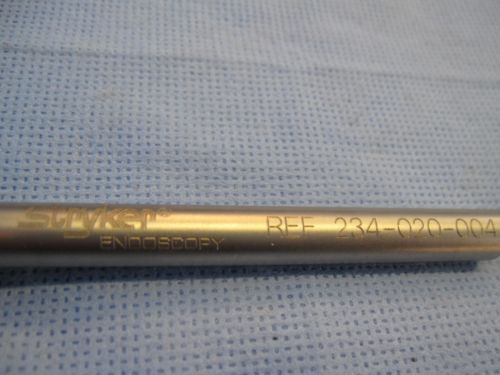 stryker® REF 234-020-004
ENDOSCOPY